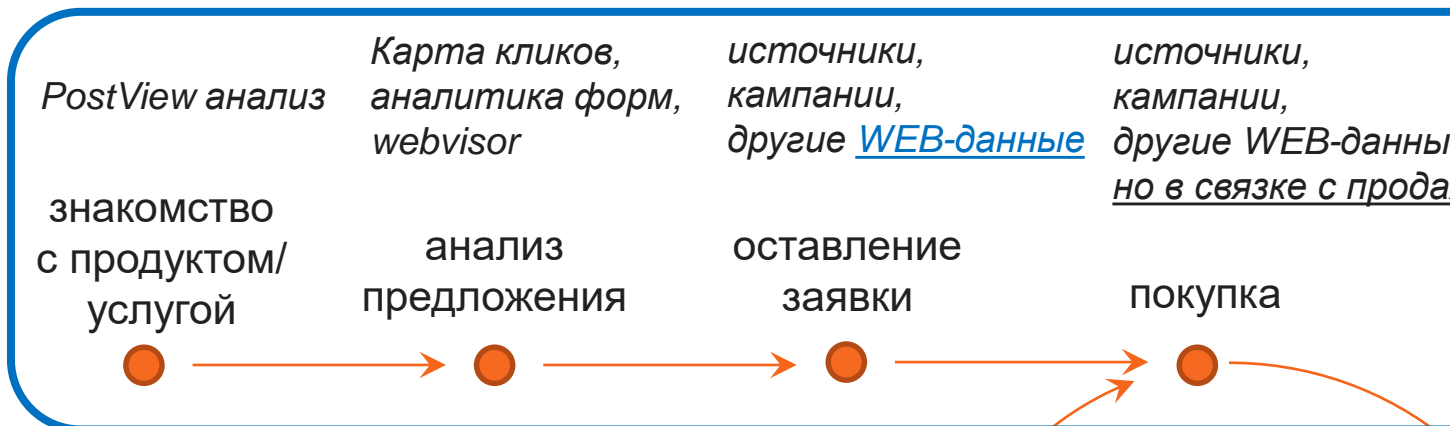 PostView анализ
Карта кликов,
аналитика форм,
webvisor
источники,
кампании,
другие WEB-данные
источники,
кампании,
другие WEB-данны
но в связке с прода
знакомство
с продуктом/
услугой
анализ
предложения
оставление
заявки
покупка